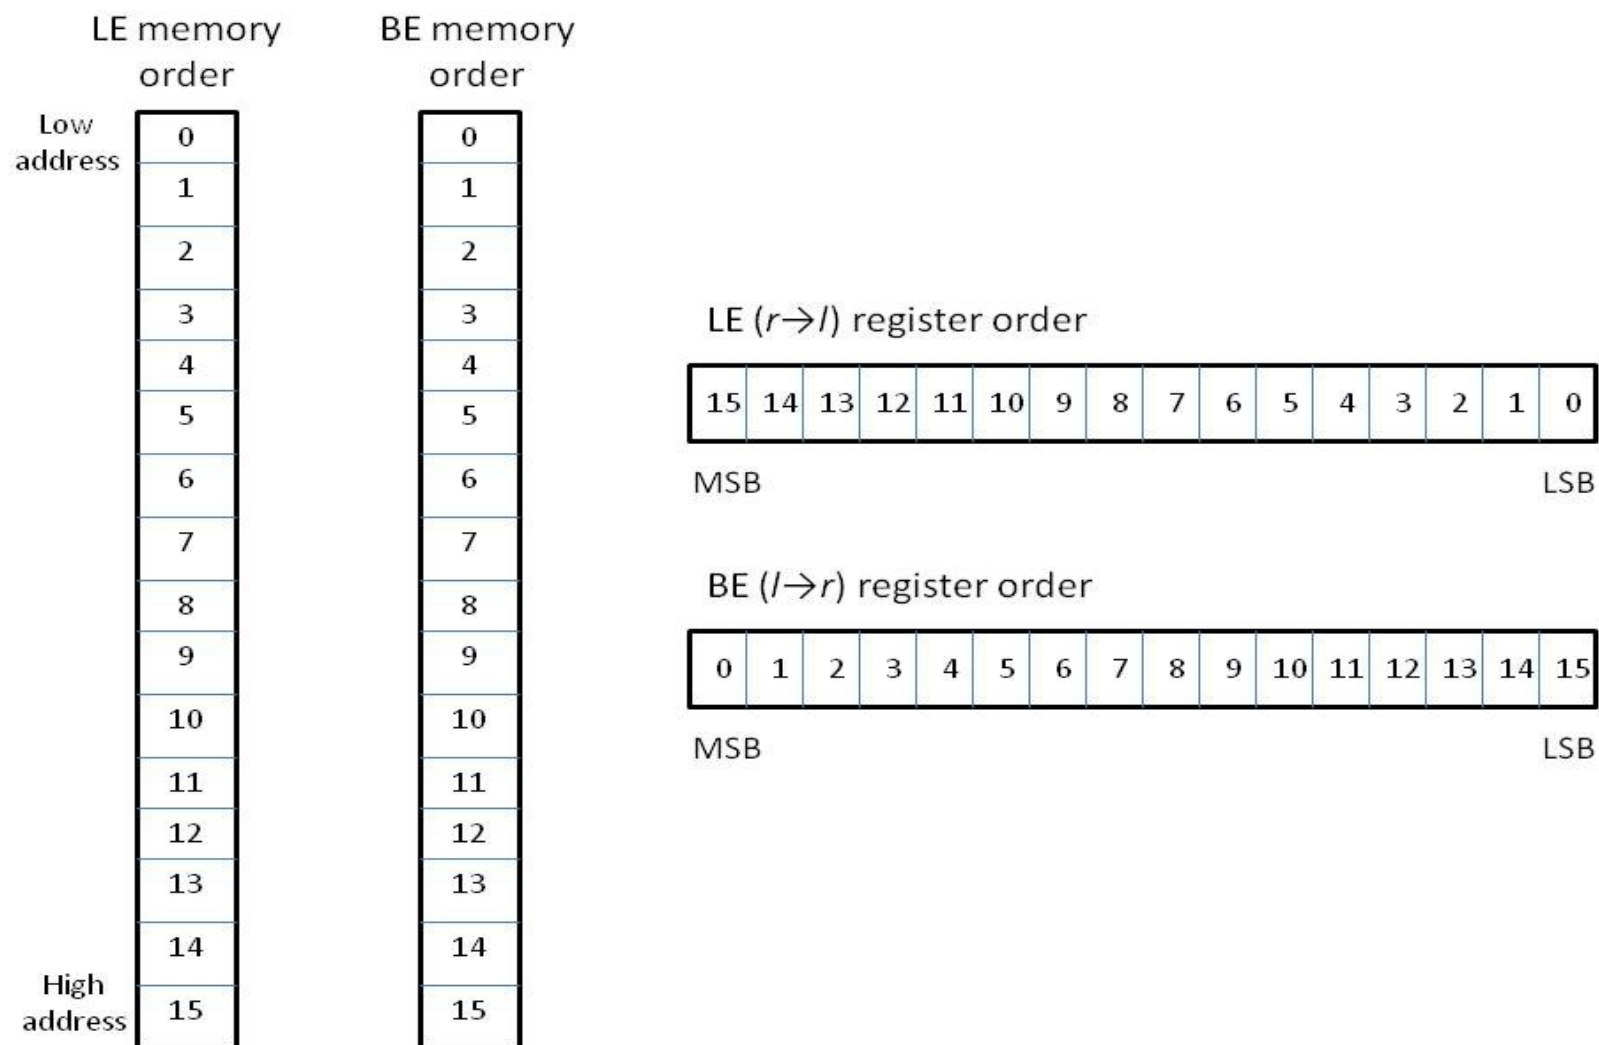 LE memory
order
BE memory
order
Low
address
0
1
2
3
4
5
6
7
8
9
10
11
12
13
14
15
High
address
0
1
2
3
4
5
6
7
8
9
10
11
12
13
14
15
LE (r→l) register order
15 14 13 12 11 10 9 8 7 6 5 4 3 2 1 0
MSB LSB
BE (l→r) register order
0 1 2 3 4 5 6 7 8 9 10 11 12 13 14 15
MSB LSB